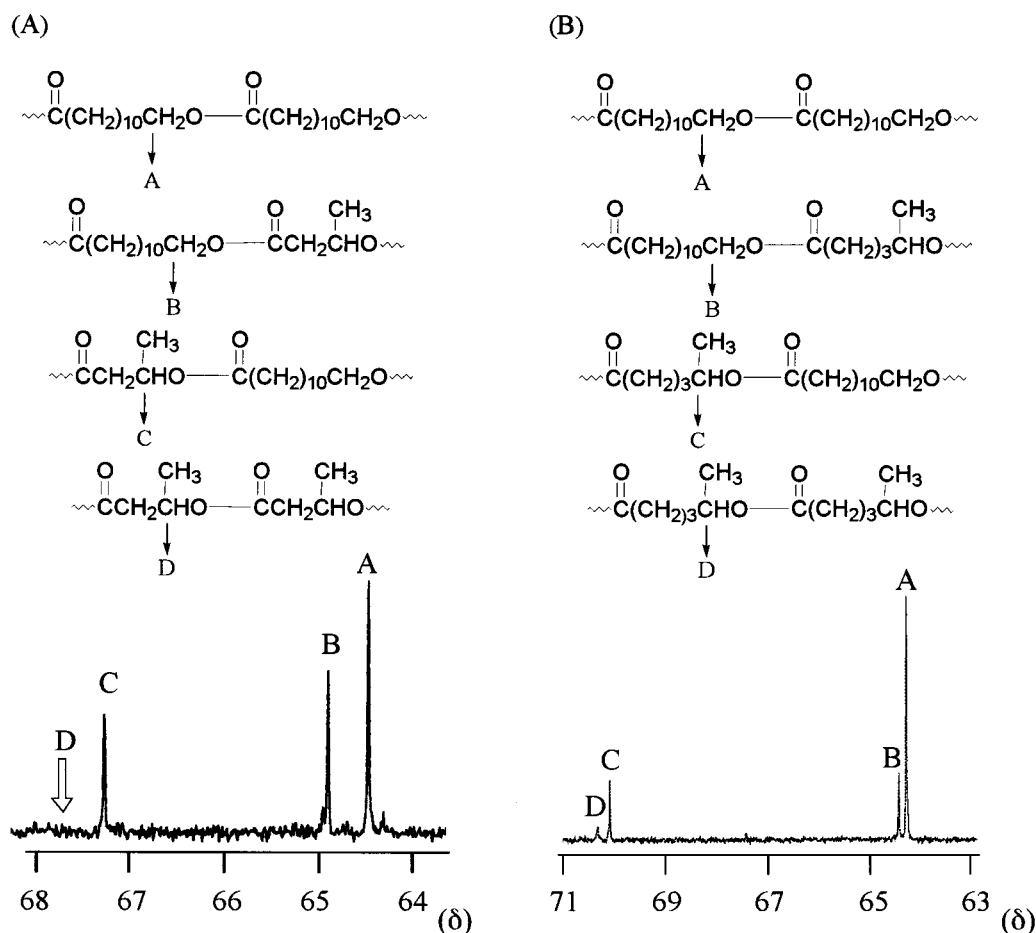 (A)
O O
C(CH₂)₁₀CH₂O C(CH₂)₁₀CH₂O
A
O O CH₃
C(CH₂)₁₀CH₂O CCH₂CHO
B
O CH₃ O
CCH₂CHO C(CH₂)₁₀CH₂O
C
O CH₃ O CH₃
CCH₂CHO CCH₂CHO
D
A
B
C
D
68 67 66 65 64 (δ)
(B)
O O
C(CH₂)₁₀CH₂O C(CH₂)₁₀CH₂O
A
O O CH₃
C(CH₂)₁₀CH₂O C(CH₂)₃CHO
B
O CH₃ O
C(CH₂)₃CHO C(CH₂)₁₀CH₂O
C
O CH₃ O CH₃
C(CH₂)₃CHO C(CH₂)₃CHO
D
A
B
C
D
71 69 67 65 63 (δ)